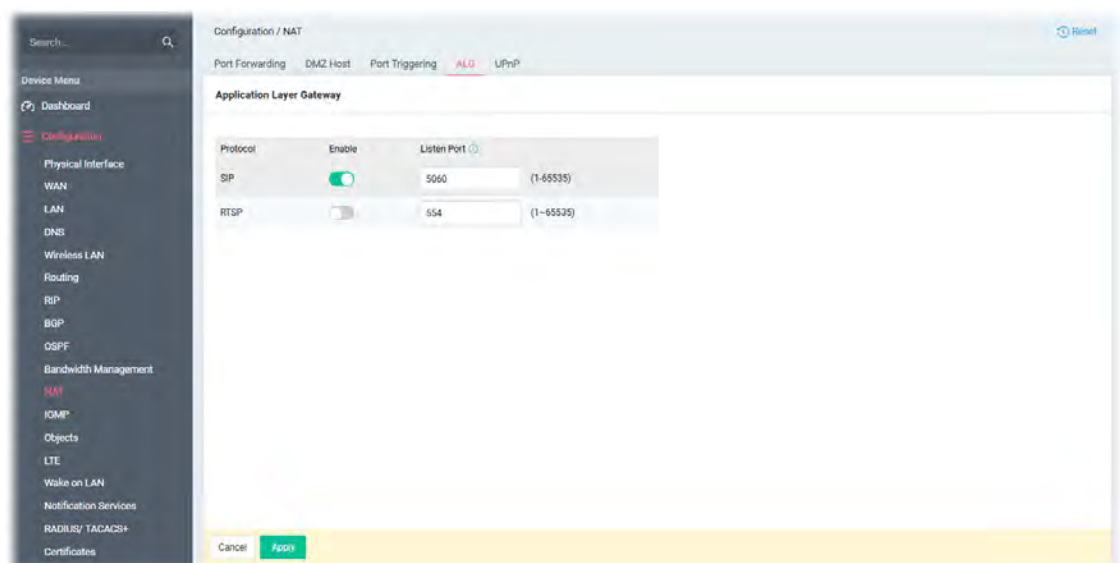 Search...
Device Menu
Dashboard
Configuration
Physical Interface
WAN
LAN
DNS
Wireless LAN
Routing
RIP
BGP
OSPF
Bandwidth Management
NAT
IGMP
Objects
LTE
Wake on LAN
Notification Services
RADIUS/ TACACS+
Certificates
Configuration / NAT
Reset
Port Forwarding DMZ Host Port Triggering ALG UPnP
Application Layer Gateway
Protocol Enable Listen Port
SIP 5060 (1-65535)
RTSP 554 (1~65535)
Cancel Apply